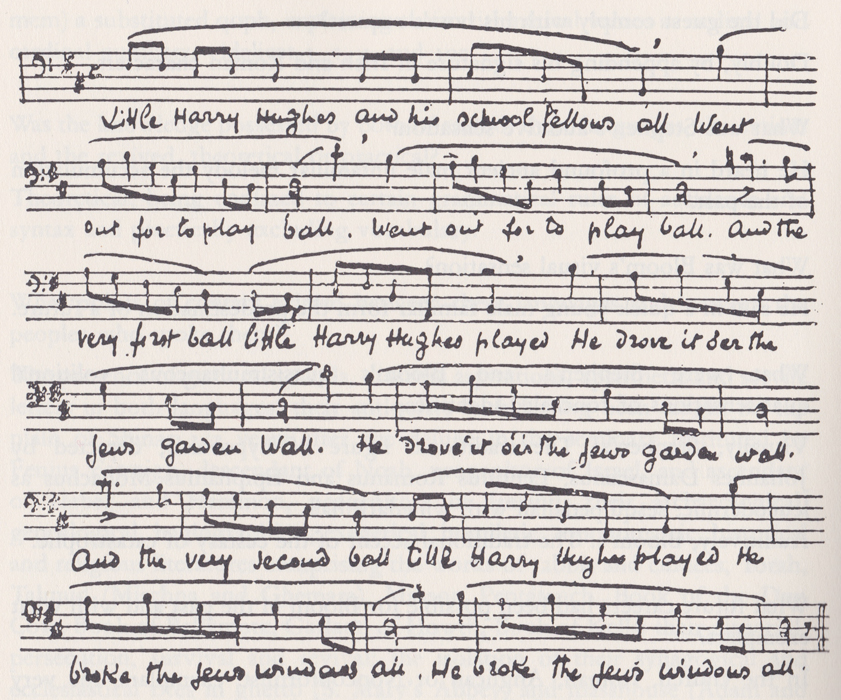 Little Harry Hughes and his school fellows all Went
out for to play ball. Went out for to play ball. And the
very first ball little Harry Hughes played He drove it o'er the
jews garden wall. He drove it o'er the jews garden wall.
And the very second ball little Harry Hughes played He
broke the jews windows all He broke the jews windows all.